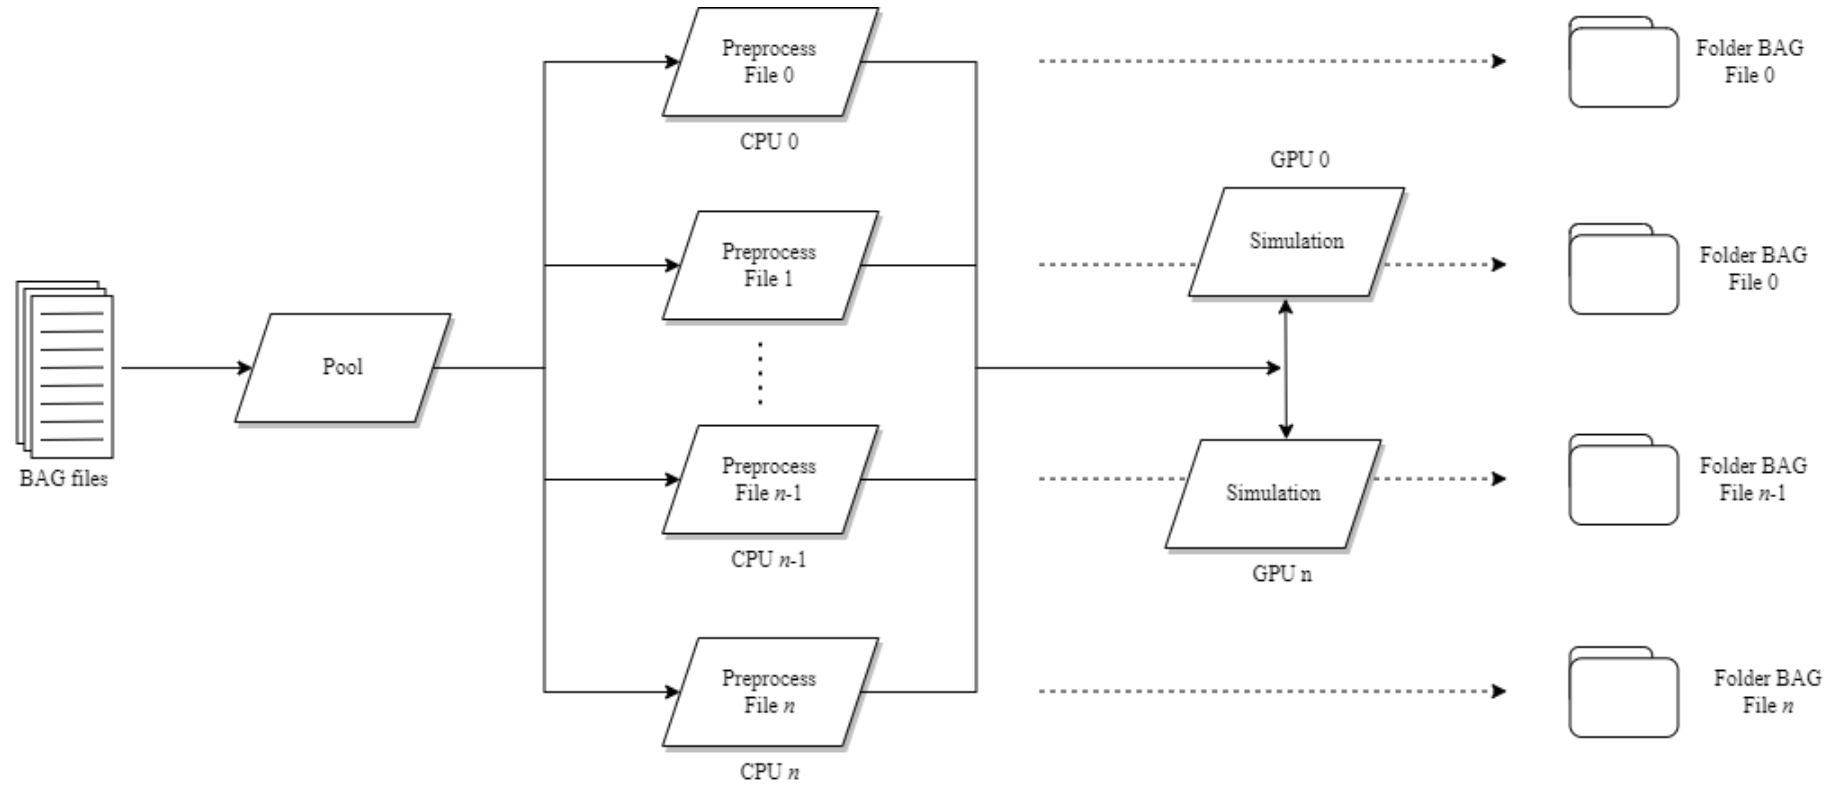 Preprocess
File 0
CPU 0
Folder BAG
File 0
GPU 0
Preprocess
File 1
Simulation
Folder BAG
File 0
Pool
BAG files
Preprocess
File n-1
CPU n-1
Simulation
GPU n
Folder BAG
File n-1
Preprocess
File n
CPU n
Folder BAG
File n